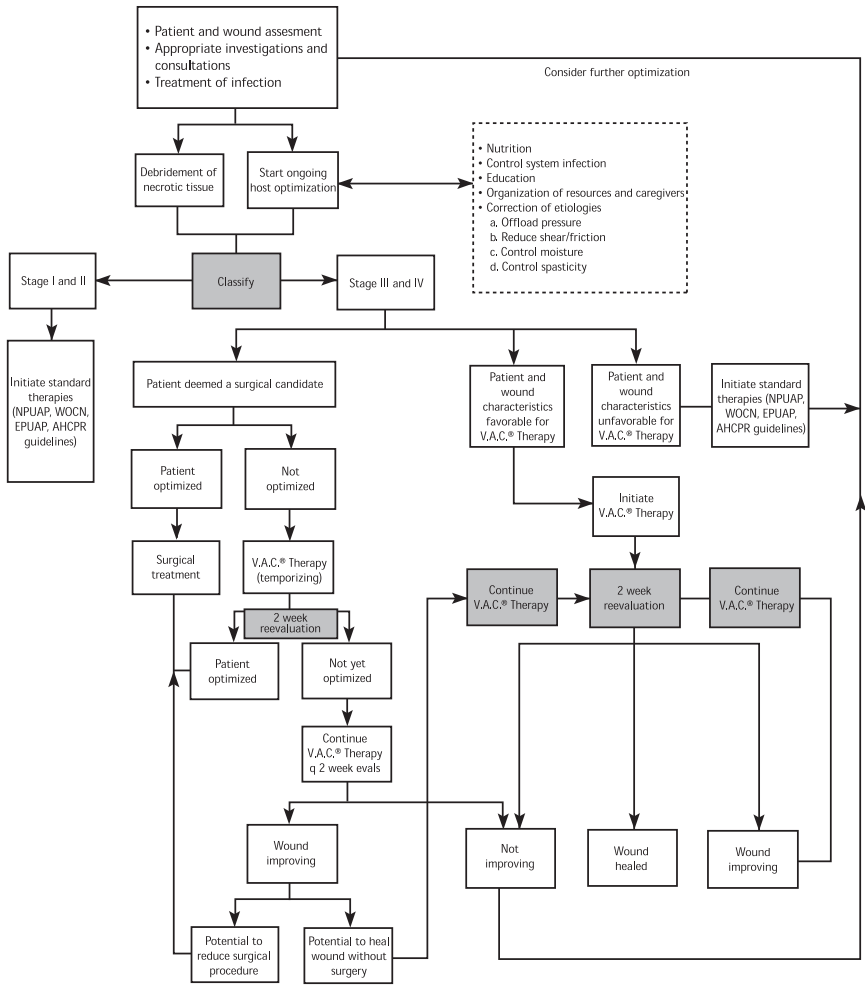 • Patient and wound assesment
• Appropriate investigations and
consultations
• Treatment of infection
Consider further optimization
Debridement of
necrotic tissue
Start ongoing
host optimization
• Nutrition
• Control system infection
• Education
• Organization of resources and caregivers
• Correction of etiologies
a. Offload pressure
b. Reduce shear/friction
c. Control moisture
d. Control spasticity
Stage I and II
Classify
Stage III and IV
Initiate standard
therapies
(NPUAP, WOCN,
EPUAP, AHCPR
guidelines)
Patient deemed a surgical candidate
Patient and
wound
characteristics
favorable for
V.A.C.® Therapy
Patient and
wound
characteristics
unfavorable for
V.A.C.® Therapy
Initiate standard
therapies (NPUAP,
WOCN, EPUAP,
AHCPR guidelines)
Patient
optimized
Not
optimized
Initiate
V.A.C.® Therapy
Surgical
treatment
V.A.C.® Therapy
(temporizing)
Continue
V.A.C.® Therapy
2 week
reevaluation
Continue
V.A.C.® Therapy
2 week
reevaluation
Patient
optimized
Not yet
optimized
Continue
V.A.C.® Therapy
q 2 week evals
Wound
improving
Not
improving
Wound
healed
Wound
improving
Potential to
reduce surgical
procedure
Potential to heal
wound without
surgery